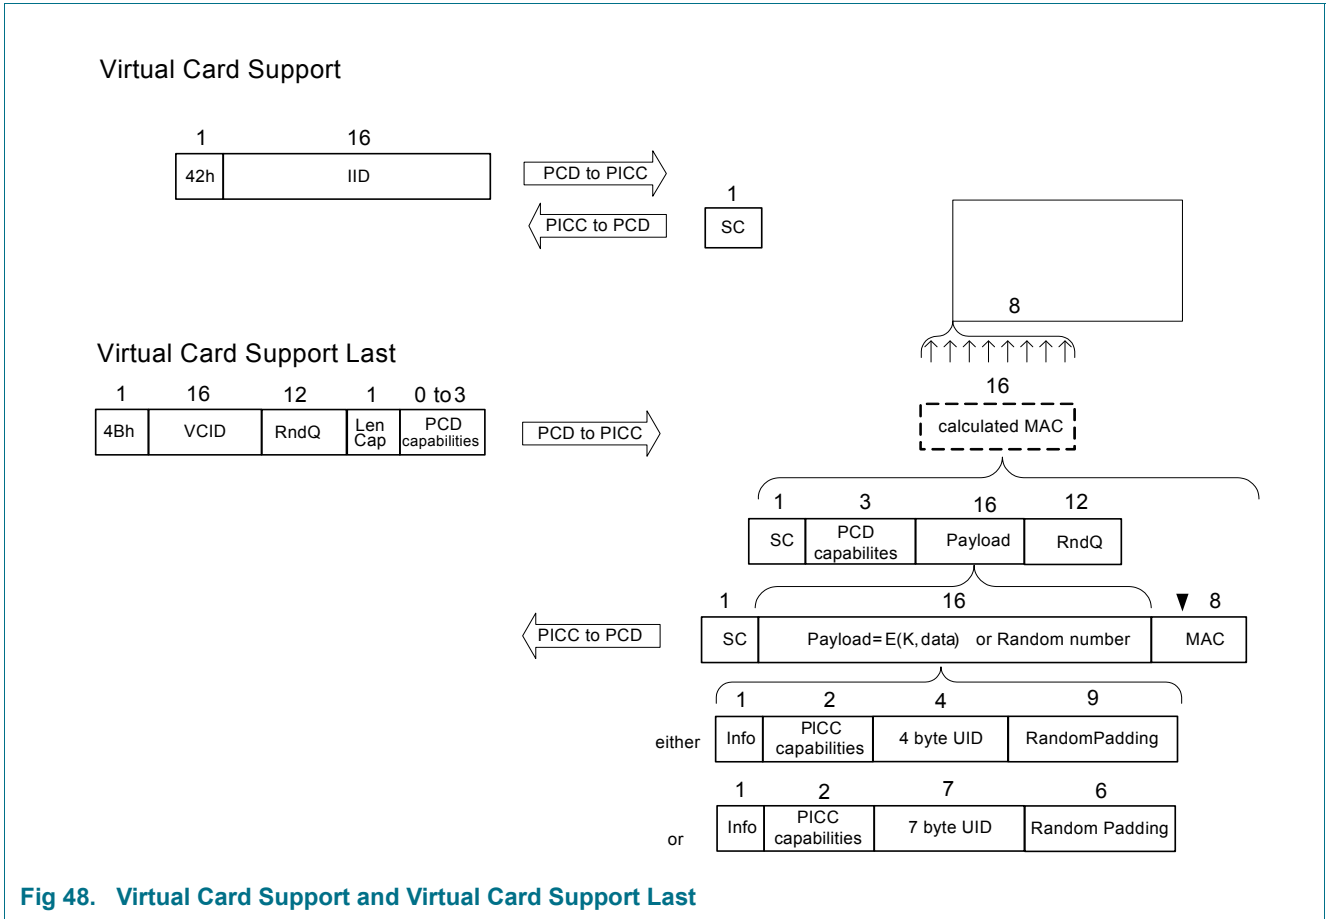 Virtual Card Support
1 16
42h IID
PCD to PICC
1
PICC to PCD SC
8
Virtual Card Support Last
1 16 12 1 0 to 3
4Bh VCID RndQ Len Cap PCD capabilities
PCD to PICC
16
calculated MAC
1 3 16 12
SC PCD capabilites Payload RndQ
1 16 8
PICC to PCD SC Payload=E(K,data) or Random number MAC
1 2 4 9
either Info PICC capabilities 4 byte UID RandomPadding
1 2 7 6
or Info PICC capabilities 7 byte UID Random Padding
Fig 48. Virtual Card Support and Virtual Card Support Last